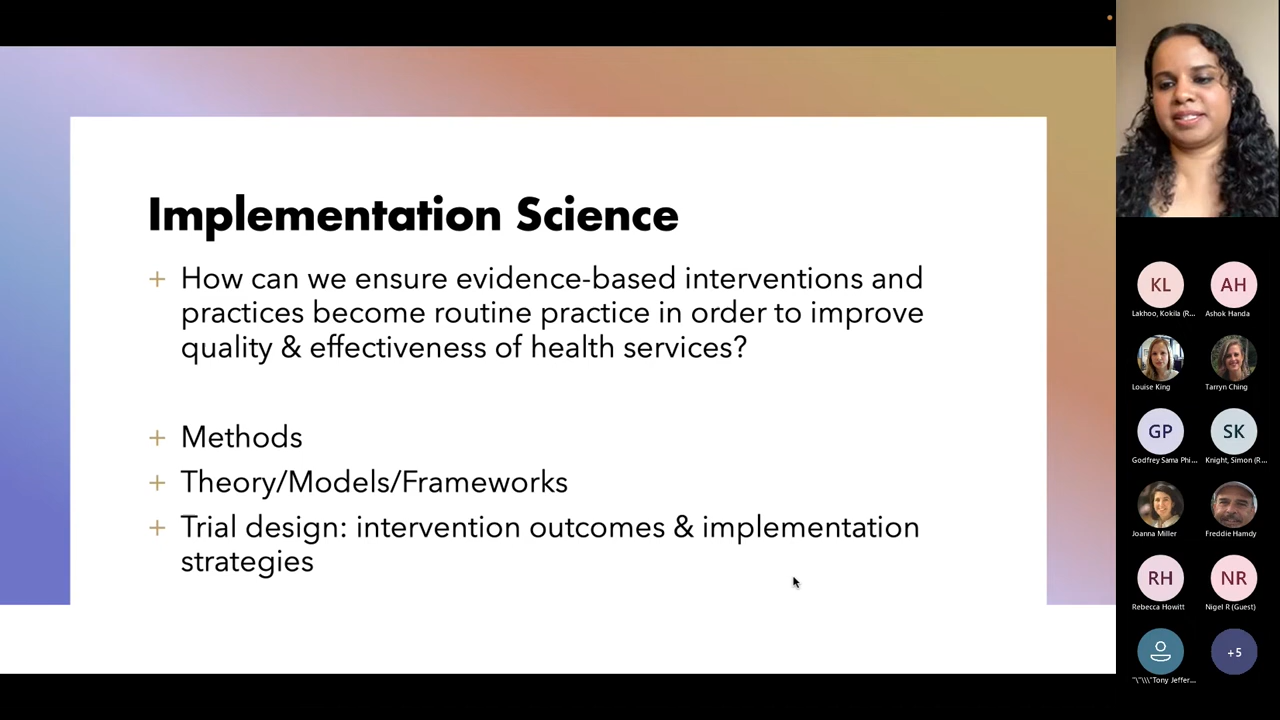 Implementation Science
+ How can we ensure evidence-based interventions and
practices become routine practice in order to improve
quality & effectiveness of health services?
+ Methods
+ Theory/Models/Frameworks
+ Trial design: intervention outcomes & implementation
strategies
KL
AH
Lakhoo, Kokila (R...
Ashok Handa
Louise King
Tarryn Ching
GP
SK
Godfrey Sama Phi...
Knight, Simon (R...
Joanna Miller
Freddie Hamdy
RH
NR
Rebecca Howitt
Nigel R (Guest)
+5
"\"\\\"Tony Jeffer...